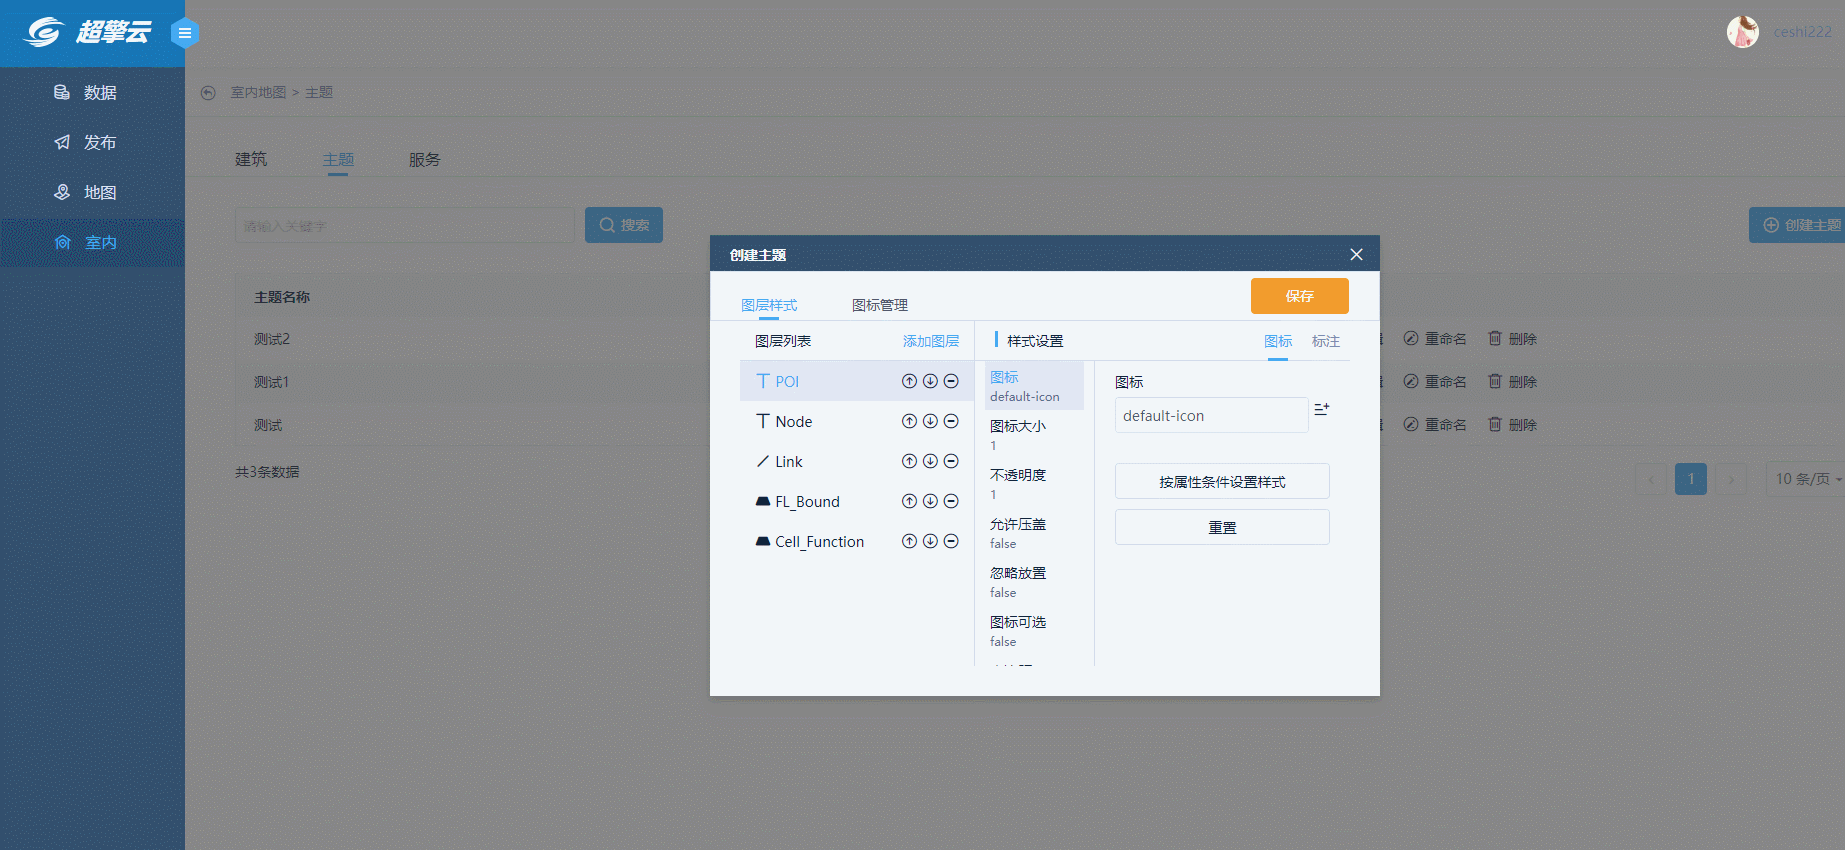 超擎云
ceshi222
数据
发布
地图
室内
室内地图 > 主题
建筑
主题
服务
请输入关键字
搜索
创建主题
主题名称
测试2
重命名
删除
测试1
重命名
删除
测试
重命名
删除
共3条数据
1
10 条/页
创建主题
图层样式
图标管理
保存
图层列表
添加图层
样式设置
图标
标注
POI
Node
Link
FL_Bound
Cell_Function
图标
default-icon
图标大小
1
不透明度
1
允许压盖
false
忽略放置
false
图标可选
false
图标
default-icon
按属性条件设置样式
重置